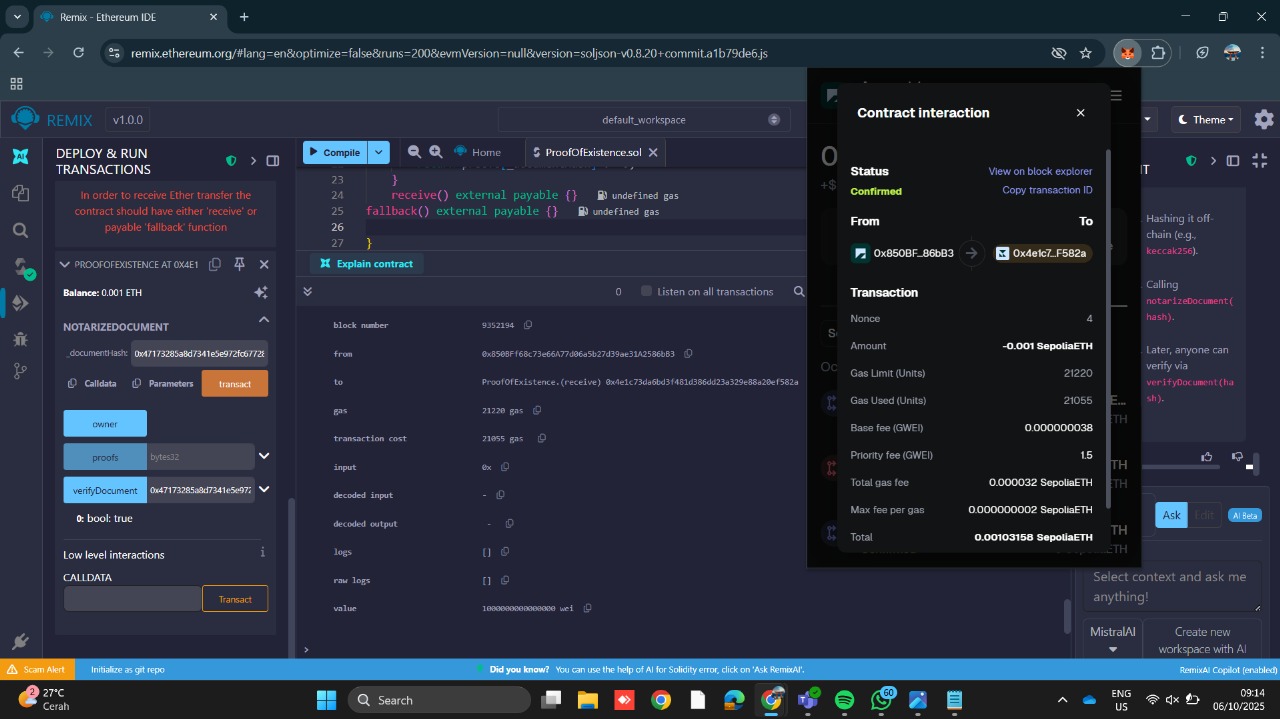 Remix - Ethereum IDE
remix.ethereum.org/#lang=en&optimize=false&runs=200&evmVersion=null&version=soljson-v0.8.20+commit.a1b79de6.js
REMIX
v1.0.0
default_workspace
Theme
DEPLOY & RUN
TRANSACTIONS
In order to receive Ether transfer the
contract should have either 'receive' or
payable 'fallback' function
PROOFOFEXISTENCE AT 0X4E1
Balance: 0.001 ETH
NOTARIZEDOCUMENT
_documentHash: 0x47173285a8d7341e5e972fc67728
Calldata Parameters transact
owner
proofs bytes32
verifyDocument 0x47173285a8d7341e5e972
0: bool: true
Low level interactions i
CALLDATA
Transact
Compile Home ProofOfExistence.sol
23 }
24 receive() external payable {} undefined gas
25 fallback() external payable {} undefined gas
26
27 }
Explain contract
0 Listen on all transactions
block number 9352194
from 0x850BFf68c73e66A77d06a5b27d39ae31A2586bB3
to ProofOfExistence.(receive) 0x4e1c73da6bd3f481d386dd23a329e88a20ef582a
gas 21220 gas
transaction cost 21055 gas
input 0x
decoded input -
decoded output -
logs []
raw logs []
value 1000000000000000 wei
>
Contract interaction
Status View on block explorer
Confirmed Copy transaction ID
From To
0x850BF...86bB3 0x4e1c7...F582a
Transaction
Nonce 4
Amount -0.001 SepoliaETH
Gas Limit (Units) 21220
Gas Used (Units) 21055
Base fee (GWEI) 0.000000038
Priority fee (GWEI) 1.5
Total gas fee 0.000032 SepoliaETH
Max fee per gas 0.000000002 SepoliaETH
Total 0.00103158 SepoliaETH
Hashing it off-
chain (e.g.,
keccak256).
Calling
notarizeDocument(
hash).
Later, anyone can
verify via
verifyDocument(ha
sh).
Ask Edit AI Beta
Select context and ask me
anything!
MistralAI
Create new
workspace with AI
Scam Alert Initialize as git repo Did you know? You can use the help of AI for Solidity error, click on 'Ask RemixAI'. RemixAI Copilot (enabled)
2
27°C
Cerah
Search
60
ENG
US
09:14
06/10/2025